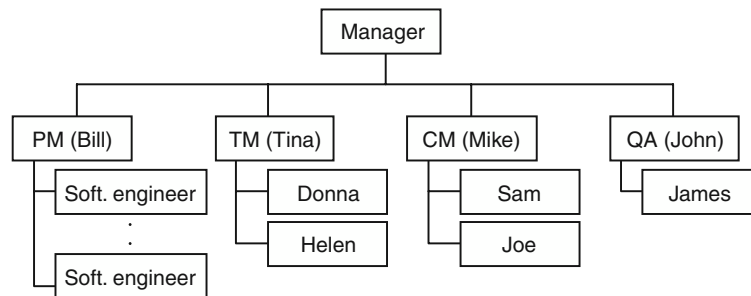 Manager
PM (Bill)
TM (Tina)
CM (Mike)
QA (John)
Soft. engineer
Donna
Sam
James
Helen
Joe
Soft. engineer